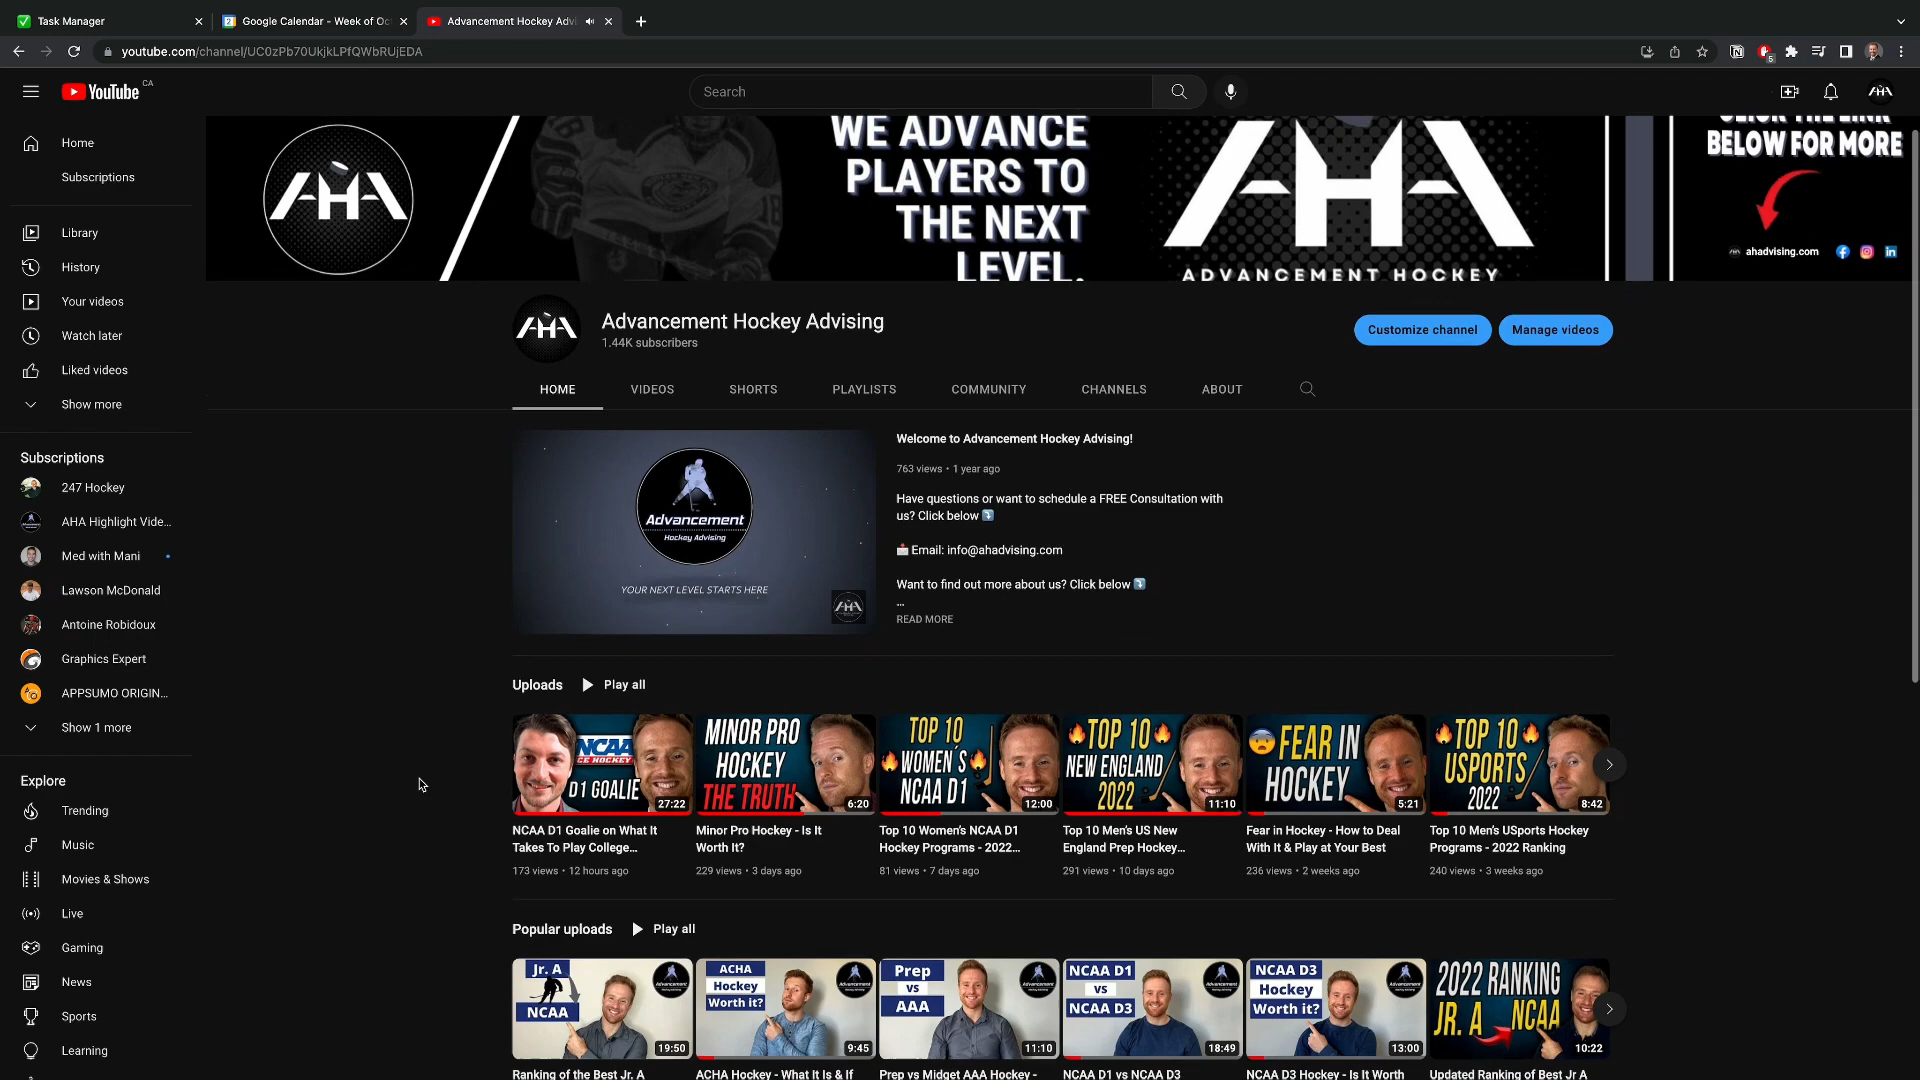 Task Manager
Google Calendar - Week of Oc
Advancement Hockey Advi
youtube.com/channel/UC0zPb70UkjkLPfQWbRUjEDA
5
YouTube CA
Search
AHA
Home
Subscriptions
Library
History
Your videos
Watch later
Liked videos
Show more
Subscriptions
247 Hockey
AHA Highlight Vide...
Med with Mani
Lawson McDonald
Antoine Robidoux
Graphics Expert
APPSUMO ORIGIN...
Show 1 more
Explore
Trending
Music
Movies & Shows
Live
Gaming
News
Sports
Learning
AHA
WE ADVANCE
PLAYERS TO
THE NEXT
LEVEL.
AHA
ADVANCEMENT HOCKEY
CLICK THE LINK
BELOW FOR MORE
ahadvising.com
AHA
Advancement Hockey Advising
1.44K subscribers
Customize channel
Manage videos
HOME
VIDEOS
SHORTS
PLAYLISTS
COMMUNITY
CHANNELS
ABOUT
Advancement
Hockey Advising
YOUR NEXT LEVEL STARTS HERE
AHA
Welcome to Advancement Hockey Advising!
763 views • 1 year ago
Have questions or want to schedule a FREE Consultation with
us? Click below
Email: info@ahadvising.com
Want to find out more about us? Click below
...
READ MORE
Uploads
Play all
NCAA
ICE HOCKEY
D1 GOALIE
27:22
MINOR PRO
HOCKEY
THE TRUTH
6:20
TOP 10
WOMEN´S
NCAA D1
12:00
TOP 10
NEW ENGLAND
2022
11:10
FEAR IN
HOCKEY
5:21
TOP 10
USPORTS
2022
8:42
NCAA D1 Goalie on What It
Takes To Play College...
173 views • 12 hours ago
Minor Pro Hockey - Is It
Worth It?
229 views • 3 days ago
Top 10 Women's NCAA D1
Hockey Programs - 2022...
81 views • 7 days ago
Top 10 Men's US New
England Prep Hockey...
291 views • 10 days ago
Fear in Hockey - How to Deal
With It & Play at Your Best
236 views • 2 weeks ago
Top 10 Men's USports Hockey
Programs - 2022 Ranking
240 views • 3 weeks ago
Popular uploads
Play all
Jr. A
NCAA
Advancement
19:50
ACHA
Hockey
Worth it?
Advancement
9:45
Prep
vs
AAA
Advancement
11:10
NCAA D1
vs
NCAA D3
Advancement
18:49
NCAA D3
Hockey
Worth it?
Advancement
13:00
2022 RANKING
JR. A
NCAA
10:22
Ranking of the Best Jr. A
ACHA Hockey - What It Is & If
Prep vs Midget AAA Hockey -
NCAA D1 vs NCAA D3
NCAA D3 Hockey - Is It Worth
Updated Ranking of Best Jr A